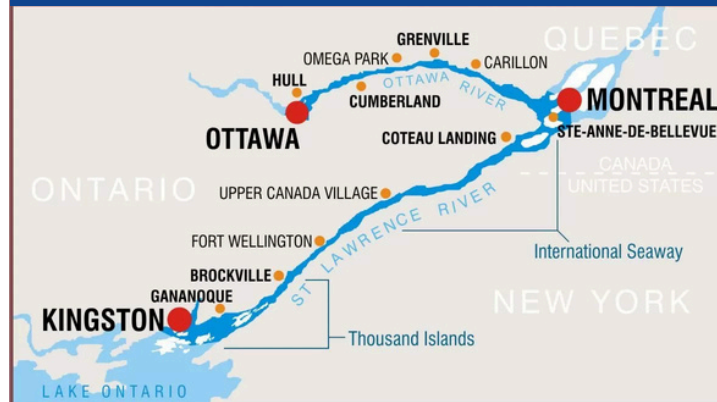 QUEBEC
GRENVILLE
OMEGA PARK
CARILLON
HULL
OTTAWA RIVER
CUMBERLAND
MONTREAL
OTTAWA
COTEAU LANDING
STE-ANNE-DE-BELLEVUE
CANADA
UNITED STATES
ONTARIO
UPPER CANADA VILLAGE
ST LAWRENCE RIVER
FORT WELLINGTON
International Seaway
BROCKVILLE
GANANOQUE
NEW YORK
KINGSTON
Thousand Islands
LAKE ONTARIO